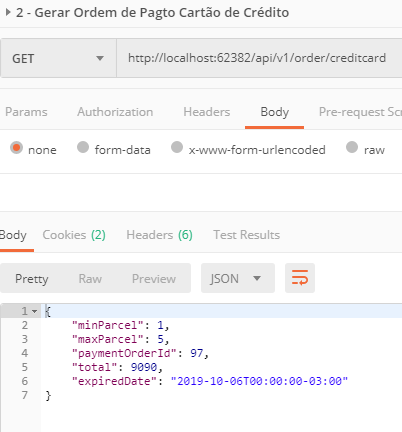 2 - Gerar Ordem de Pagto Cartão de Crédito
GET http://localhost:62382/api/v1/order/creditcard
Params Authorization Headers Body Pre-request Sc
none form-data x-www-form-urlencoded raw
Body Cookies (2) Headers (6) Test Results
Pretty Raw Preview JSON
1 {
2 "minParcel": 1,
3 "maxParcel": 5,
4 "paymentOrderId": 97,
5 "total": 9090,
6 "expiredDate": "2019-10-06T00:00:00-03:00"
7 }